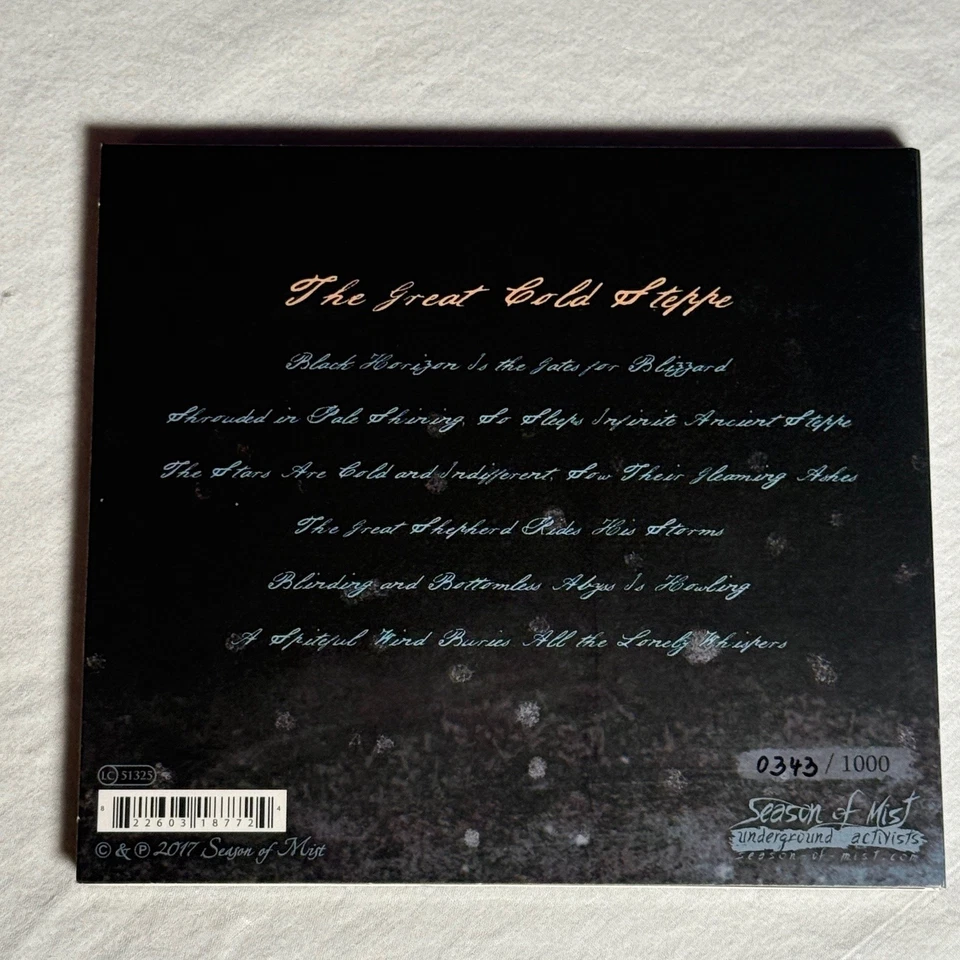 The Great Cold Steppe
Black Horizon Is the Gates for Blizzard
Shrouded in Pale Shining, So Sleeps Infinite Ancient Steppe
The Stars Are Cold and Indifferent, Sow Their Gleaming Ashes
The Great Shepherd Rides His Storms
Blinding and Bottomless Abyss Is Howling
A Spiteful Wind Buries All the Lonely Whispers
LC 51325
0343 / 1000
8 22603 18772 4
Season of Mist
underground activists
season-of-mist.com
© & ℗ 2017 Season of Mist